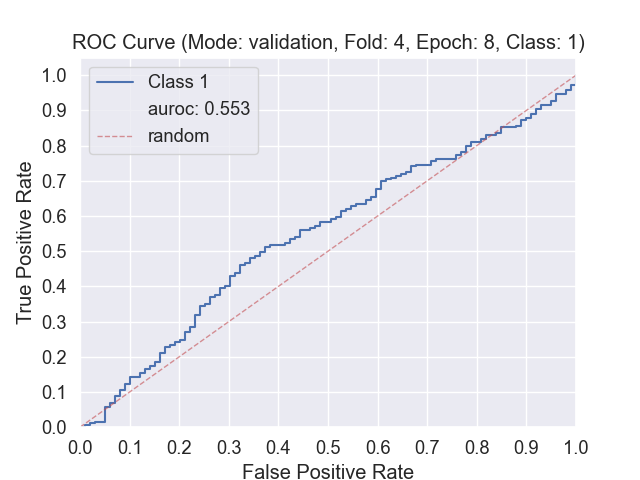 ROC Curve (Mode: validation, Fold: 4, Epoch: 8, Class: 1)
Class 1
auroc: 0.553
random
True Positive Rate
1.0
0.9
0.8
0.7
0.6
0.5
0.4
0.3
0.2
0.1
0.0
0.0 0.1 0.2 0.3 0.4 0.5 0.6 0.7 0.8 0.9 1.0
False Positive Rate